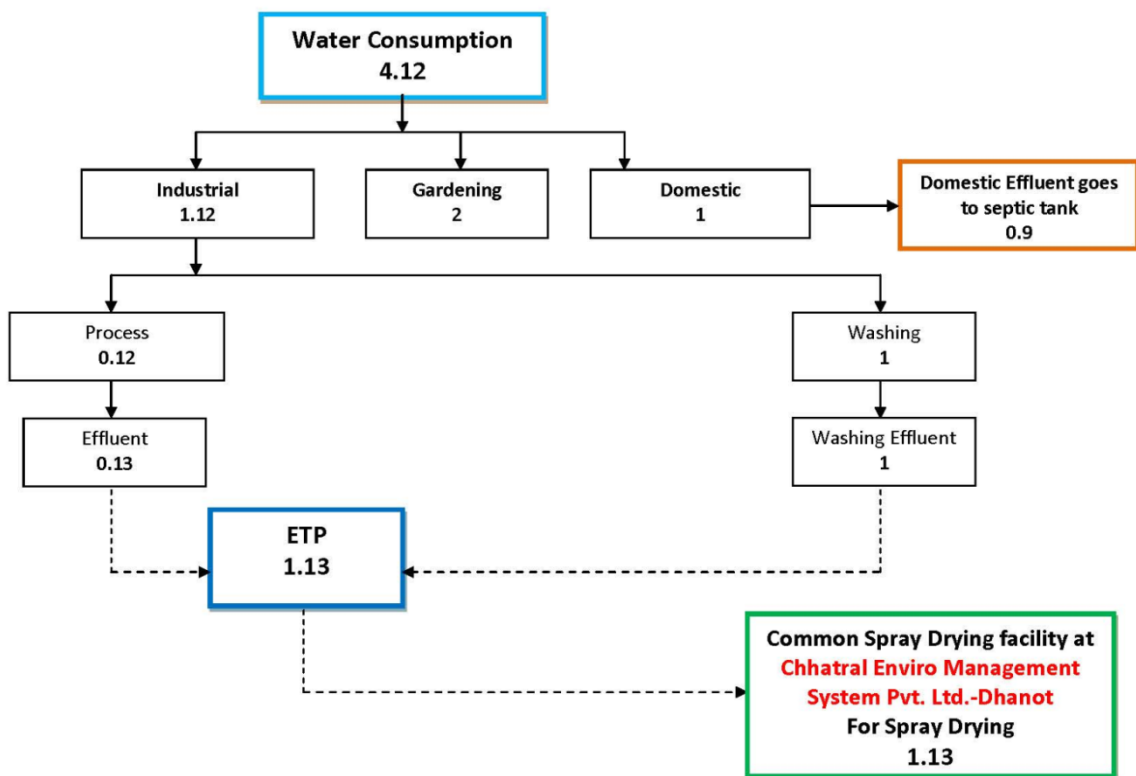 Water Consumption
4.12
Industrial
1.12
Gardening
2
Domestic
1
Domestic Effluent goes
to septic tank
0.9
Process
0.12
Washing
1
Effluent
0.13
Washing Effluent
1
ETP
1.13
Common Spray Drying facility at
Chhatral Enviro Management
System Pvt. Ltd.-Dhanot
For Spray Drying
1.13